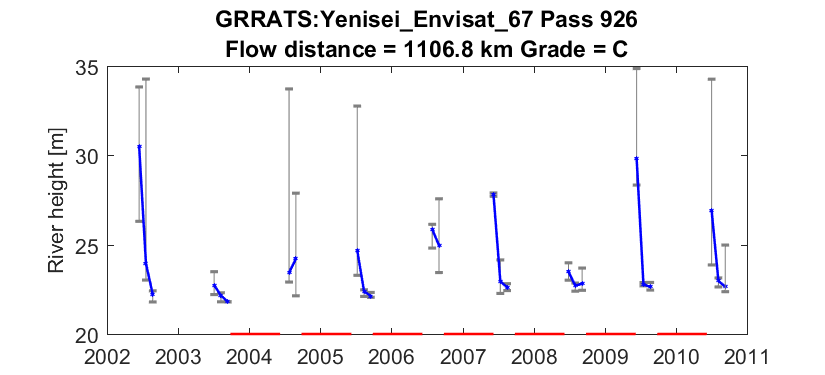 GRRATS:Yenisei_Envisat_67 Pass 926
Flow distance = 1106.8 km Grade = C
River height [m]
35
30
25
20
2002 2003 2004 2005 2006 2007 2008 2009 2010 2011